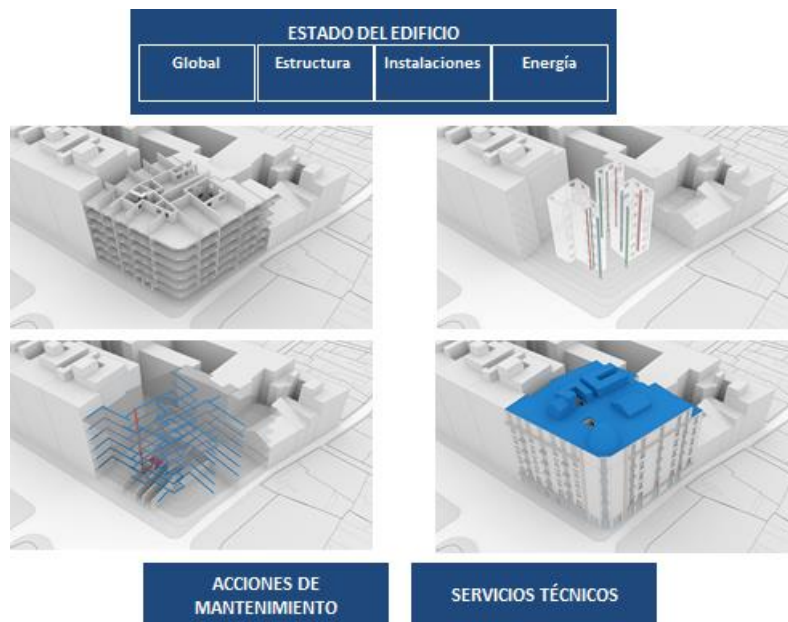 ESTADO DEL EDIFICIO
Global Estructura Instalaciones Energía
ACCIONES DE
MANTENIMIENTO
SERVICIOS TÉCNICOS